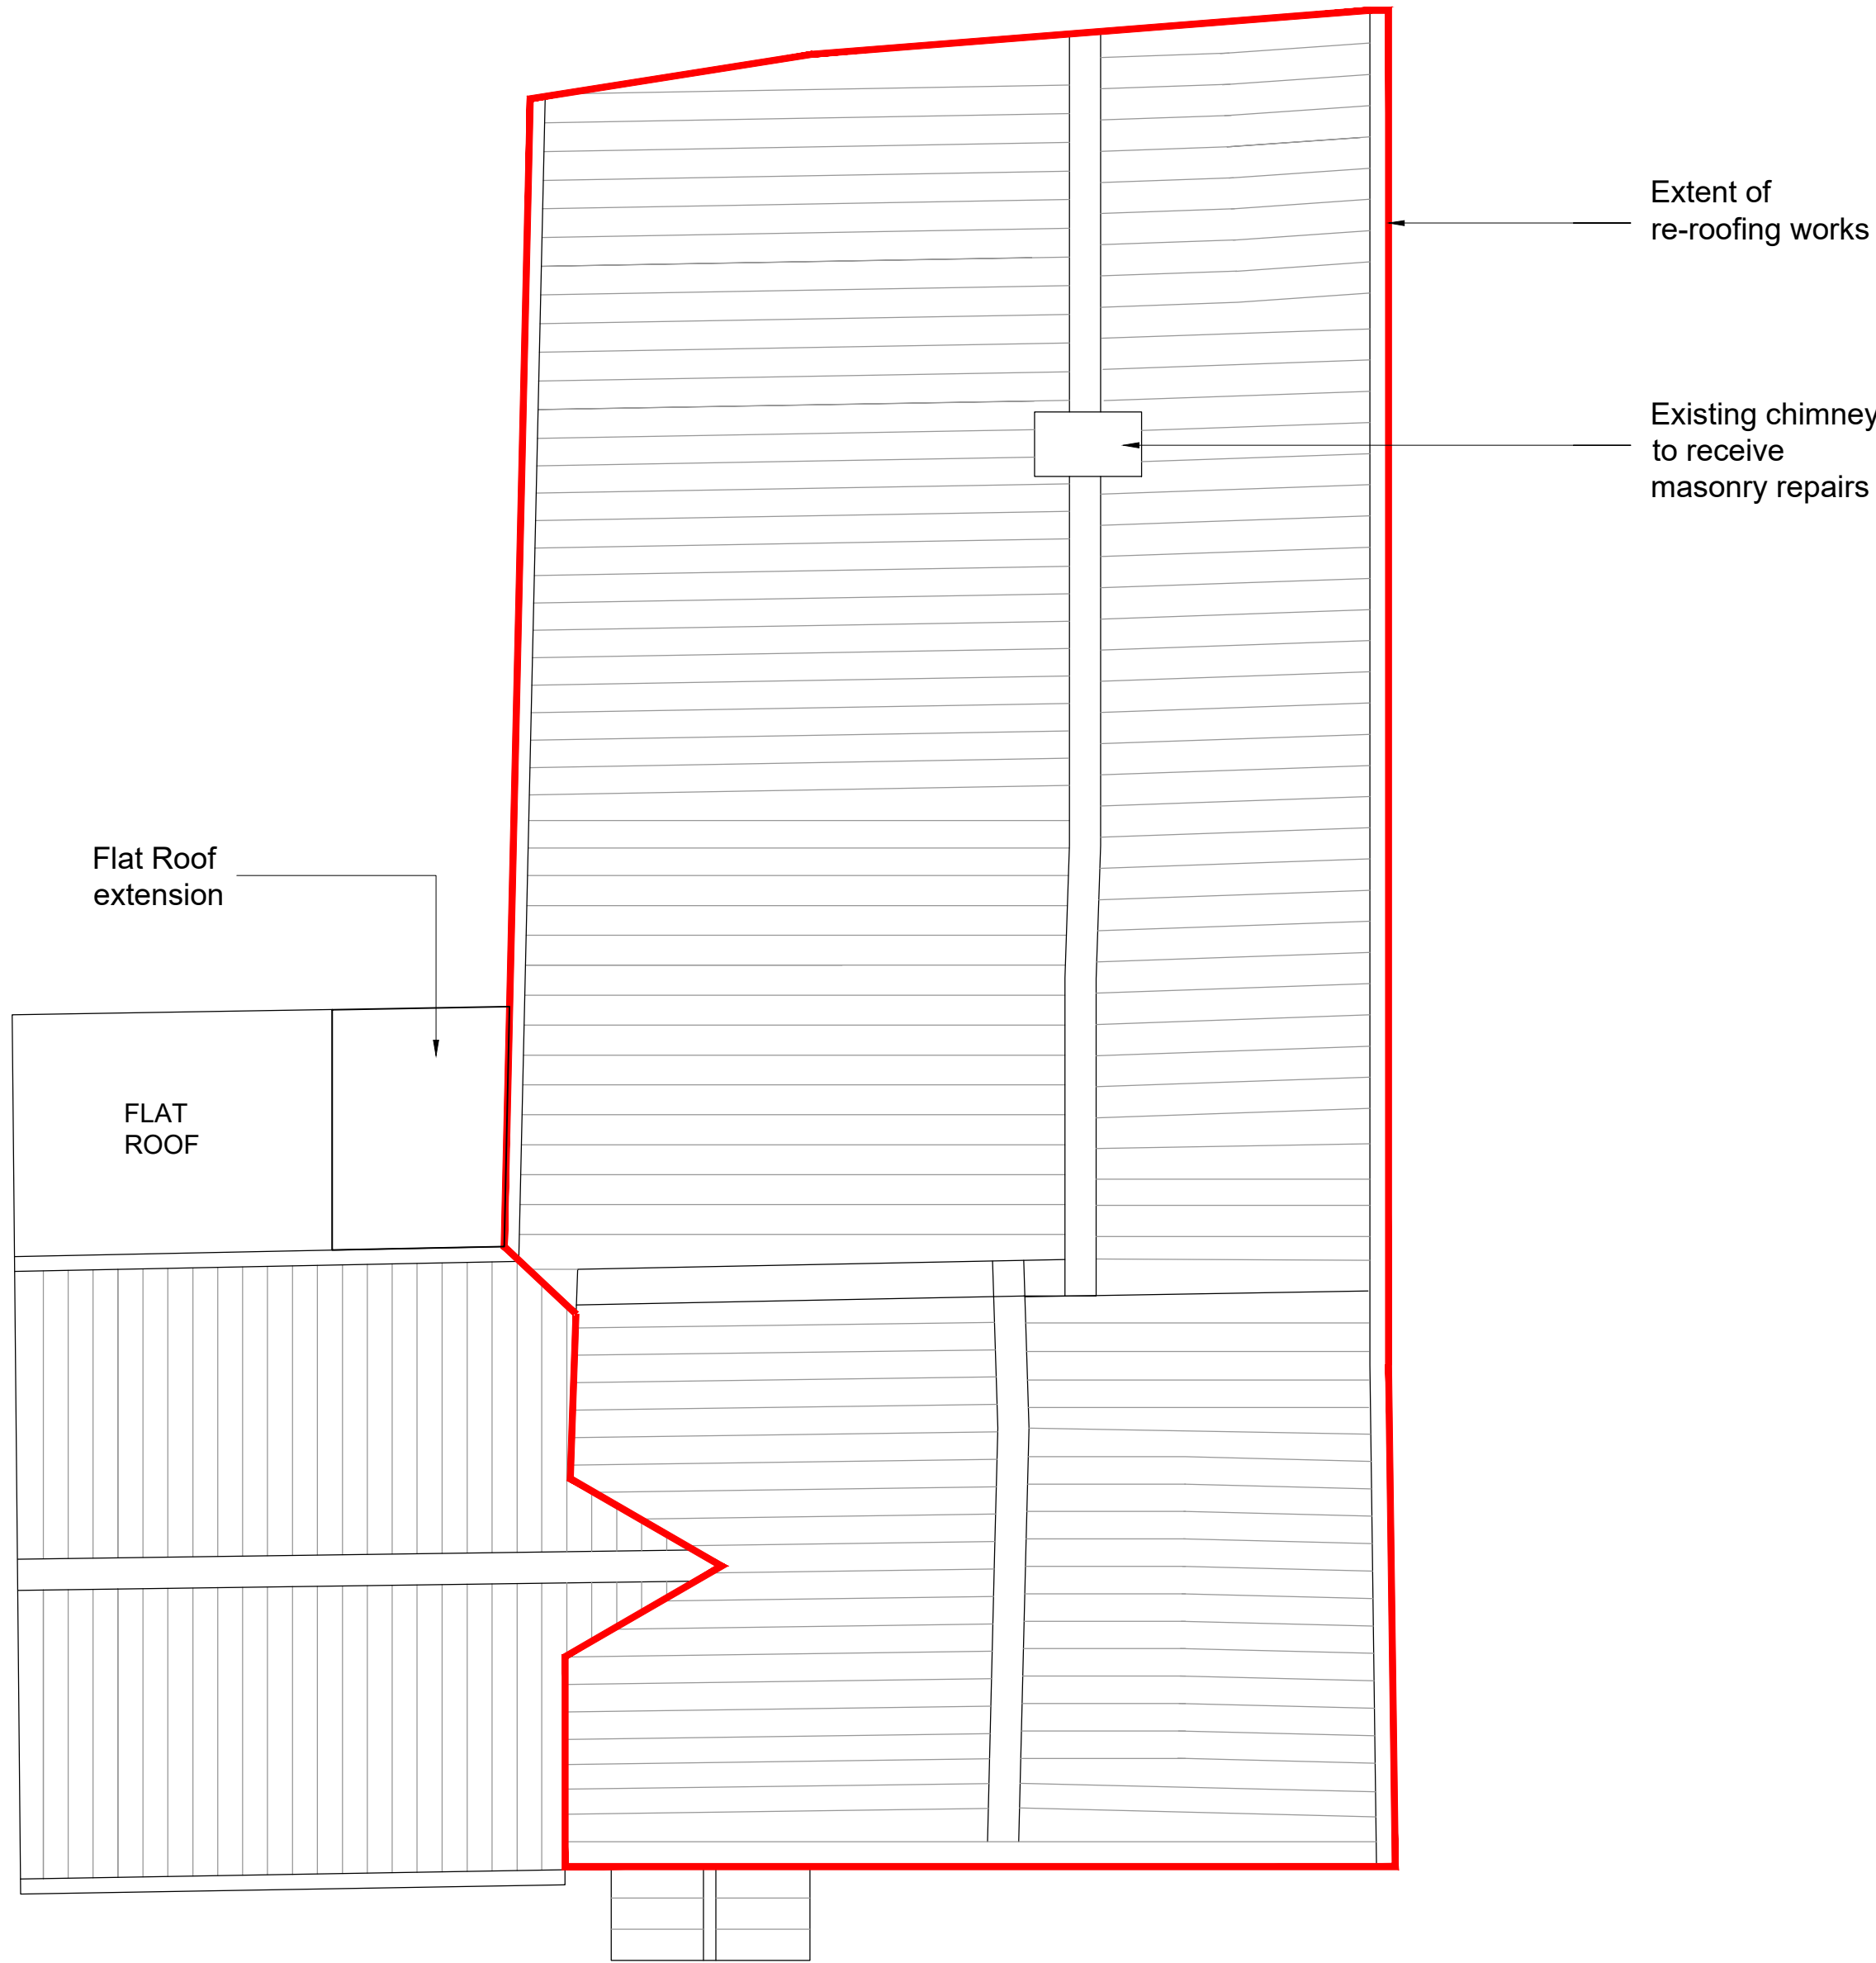 Extent of
re-roofing works
Existing chimney
to receive
masonry repairs
Flat Roof
extension
FLAT
ROOF